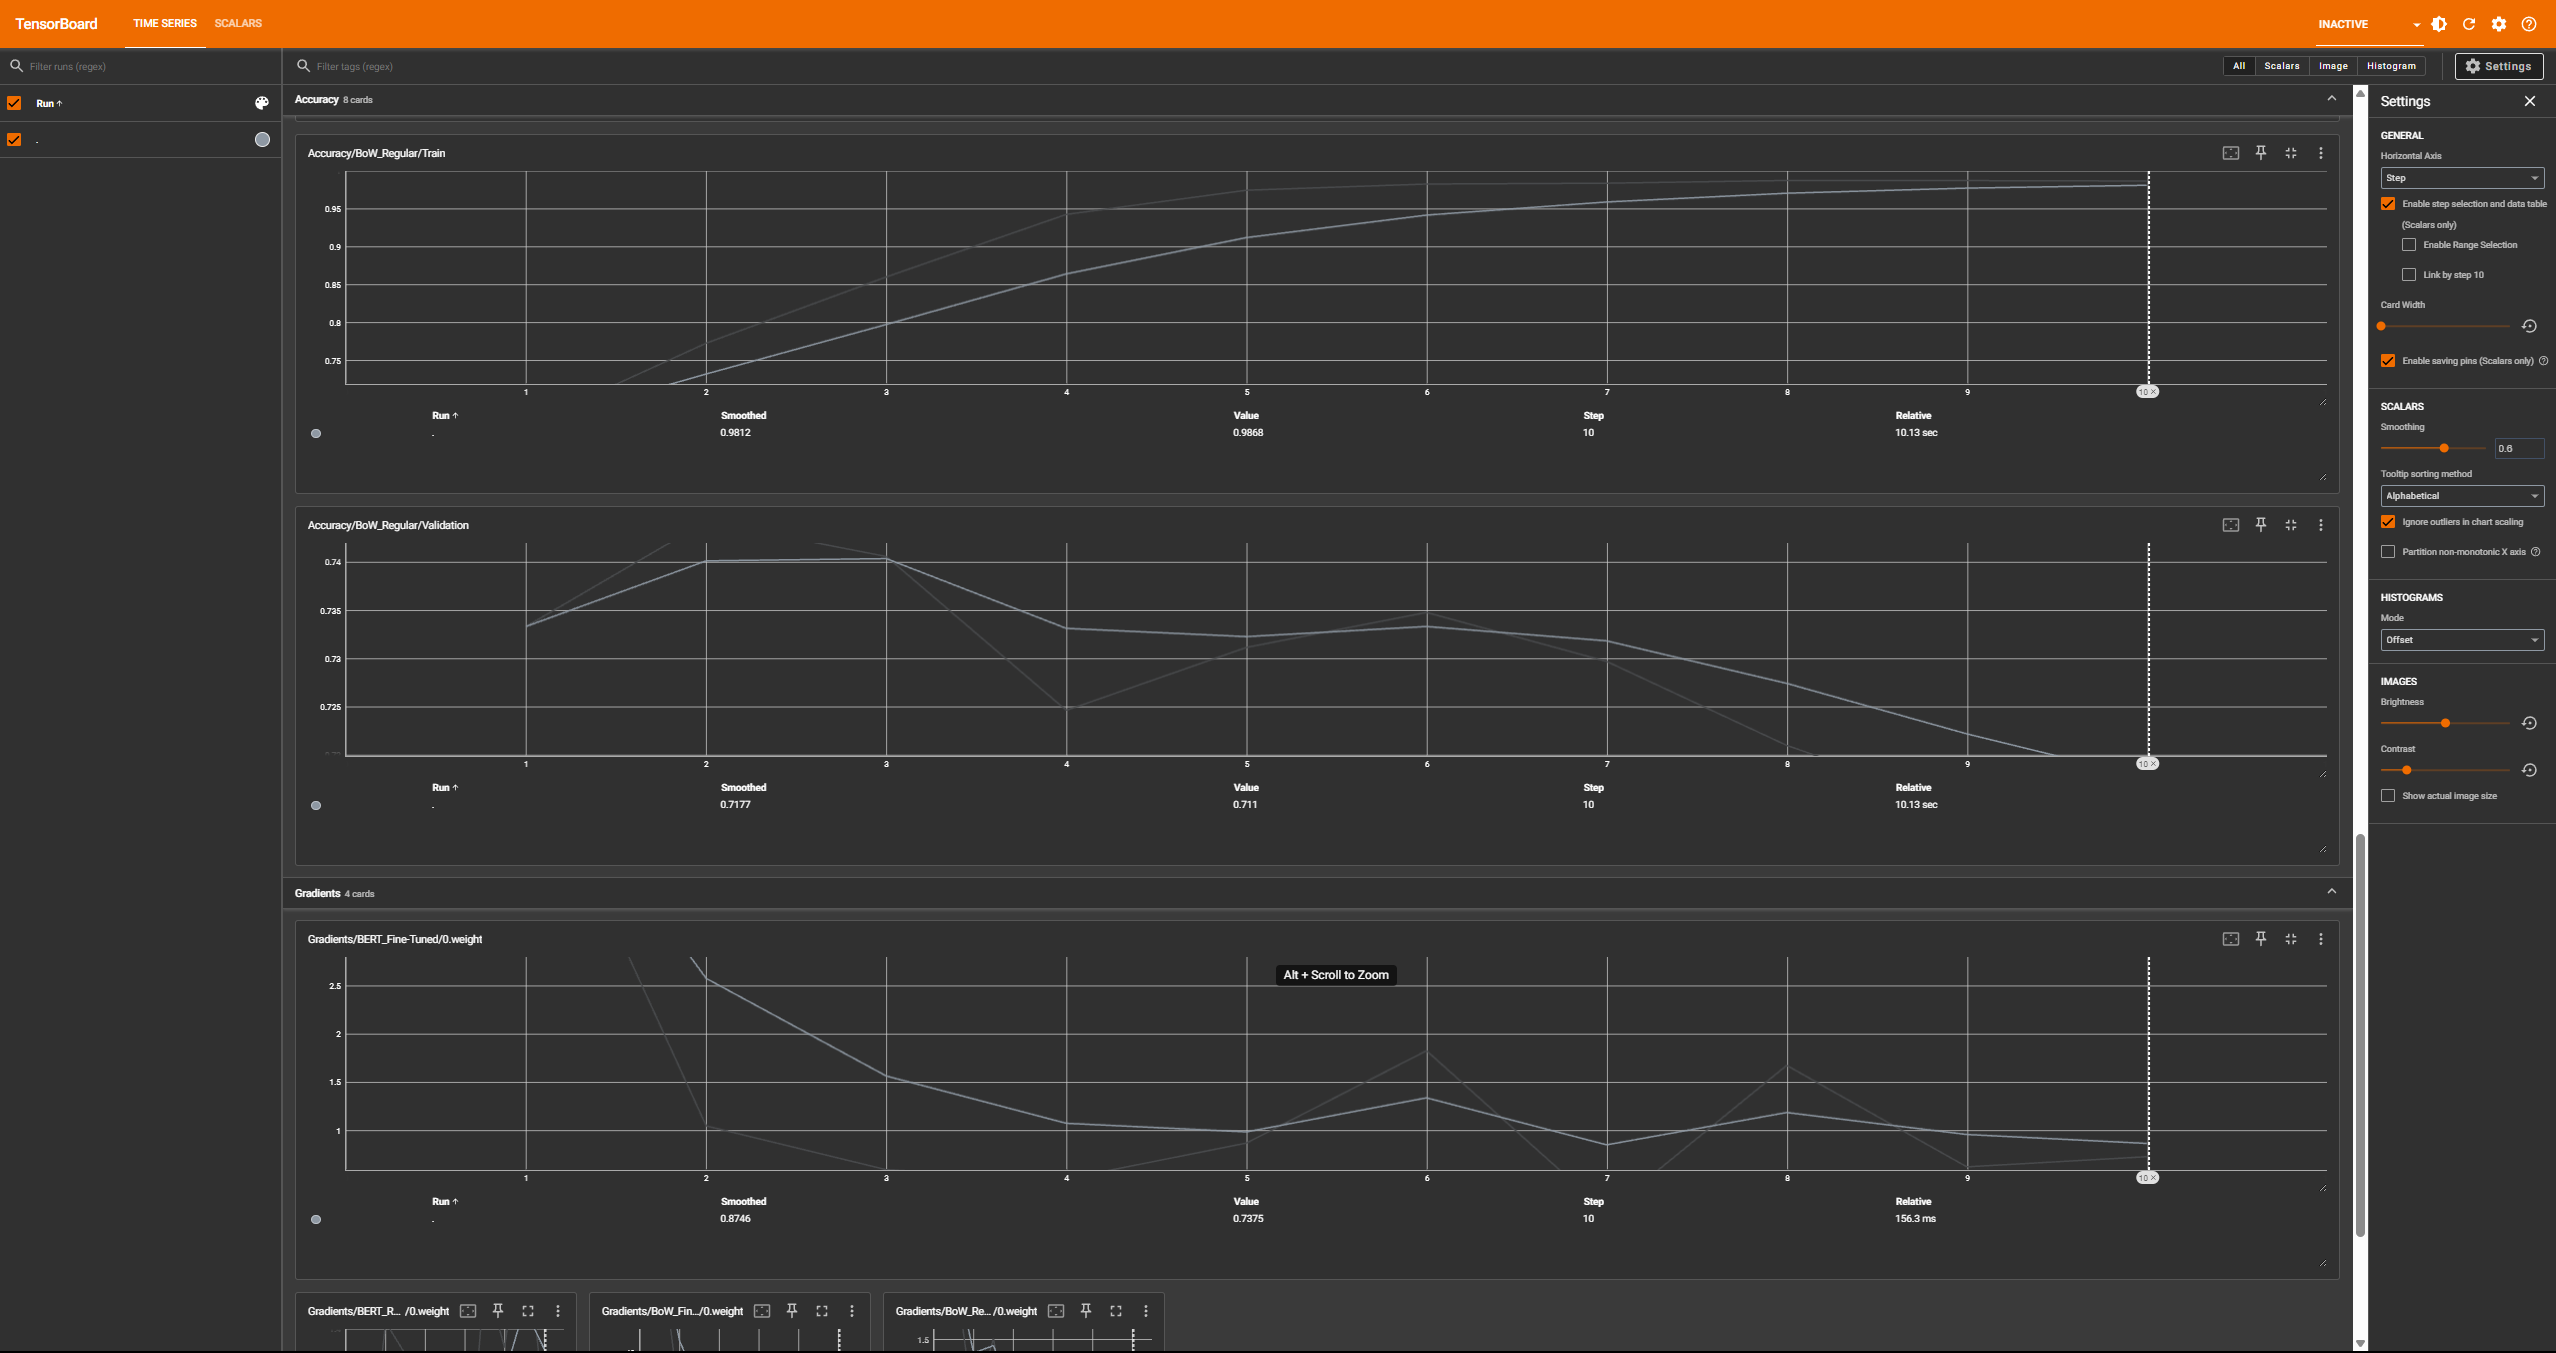 TensorBoard TIME SERIES SCALARS INACTIVE
Filter runs (regex)
Run ↑
.
Filter tags (regex) All Scalars Image Histogram Settings
Accuracy 8 cards
Accuracy/BoW_Regular/Train
0.95
0.9
0.85
0.8
0.75
1 2 3 4 5 6 7 8 9 10 ×
Run ↑ Smoothed Value Step Relative
. 0.9812 0.9868 10 10.13 sec
Accuracy/BoW_Regular/Validation
0.74
0.735
0.73
0.725
1 2 3 4 5 6 7 8 9 10 ×
Run ↑ Smoothed Value Step Relative
. 0.7177 0.711 10 10.13 sec
Gradients 4 cards
Gradients/BERT_Fine-Tuned/0.weight
Alt + Scroll to Zoom
2.5
2
1.5
1
1 2 3 4 5 6 7 8 9 10 ×
Run ↑ Smoothed Value Step Relative
. 0.8746 0.7375 10 156.3 ms
Gradients/BERT_R... /0.weight
Gradients/BoW_Fin.../0.weight
Gradients/BoW_Re... /0.weight
1.5
Settings
GENERAL
Horizontal Axis
Step
Enable step selection and data table
(Scalars only)
Enable Range Selection
Link by step 10
Card Width
Enable saving pins (Scalars only)
SCALARS
Smoothing
0.6
Tooltip sorting method
Alphabetical
Ignore outliers in chart scaling
Partition non-monotonic X axis
HISTOGRAMS
Mode
Offset
IMAGES
Brightness
Contrast
Show actual image size